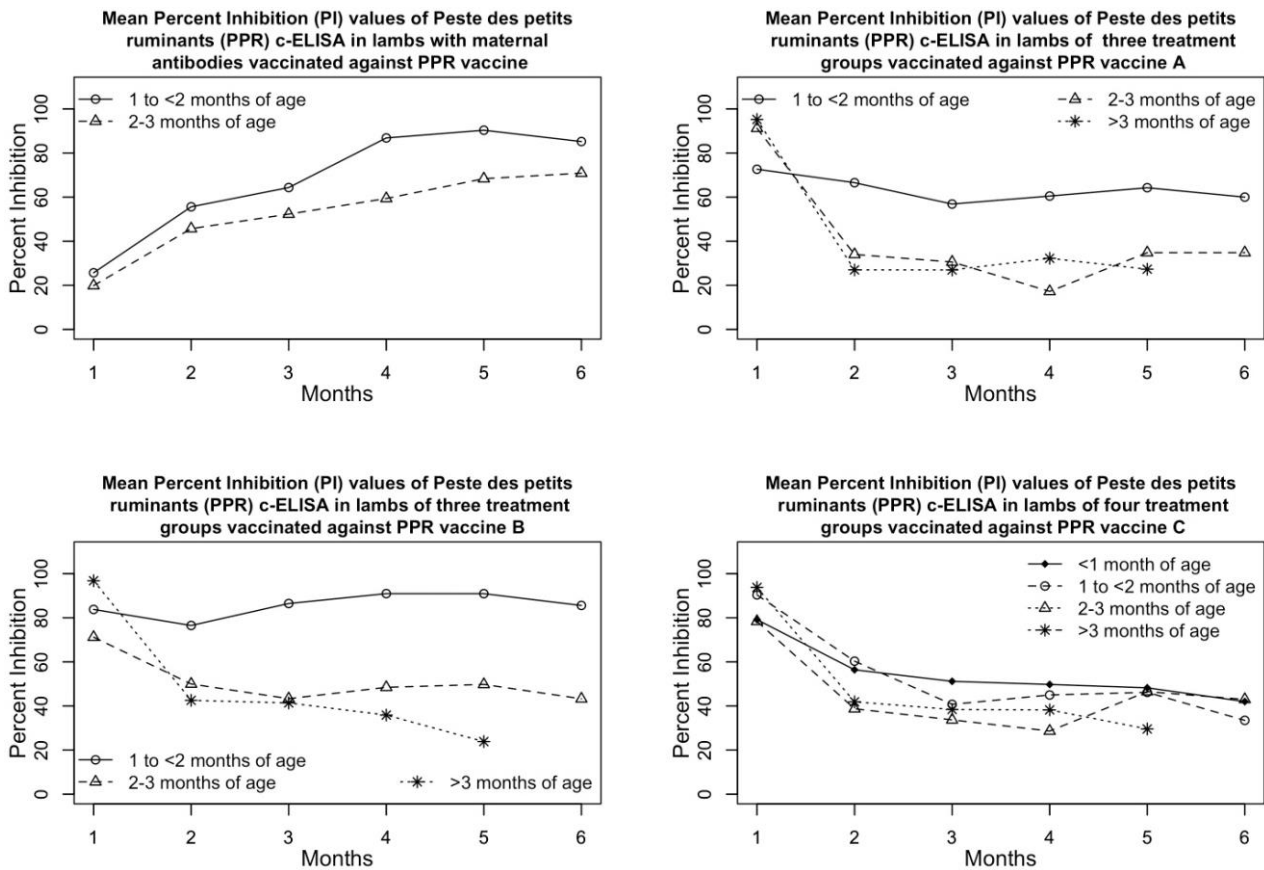 Mean Percent Inhibition (PI) values of Peste des petits
ruminants (PPR) c-ELISA in lambs with maternal
antibodies vaccinated against PPR vaccine
1 to <2 months of age
2-3 months of age
Percent Inhibition
0 20 40 60 80 100
1 2 3 4 5 6
Months
Mean Percent Inhibition (PI) values of Peste des petits
ruminants (PPR) c-ELISA in lambs of three treatment
groups vaccinated against PPR vaccine A
1 to <2 months of age
2-3 months of age
>3 months of age
Percent Inhibition
0 20 40 60 80 100
1 2 3 4 5 6
Months
Mean Percent Inhibition (PI) values of Peste des petits
ruminants (PPR) c-ELISA in lambs of three treatment
groups vaccinated against PPR vaccine B
Percent Inhibition
0 20 40 60 80 100
1 to <2 months of age
2-3 months of age
>3 months of age
1 2 3 4 5 6
Months
Mean Percent Inhibition (PI) values of Peste des petits
ruminants (PPR) c-ELISA in lambs of four treatment
groups vaccinated against PPR vaccine C
<1 month of age
1 to <2 months of age
2-3 months of age
>3 months of age
Percent Inhibition
0 20 40 60 80 100
1 2 3 4 5 6
Months